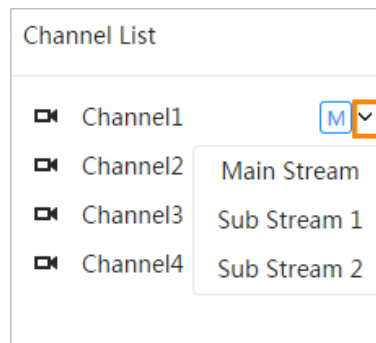 Channel List
Channel1 M
Channel2
Main Stream
Channel3
Sub Stream 1
Channel4
Sub Stream 2